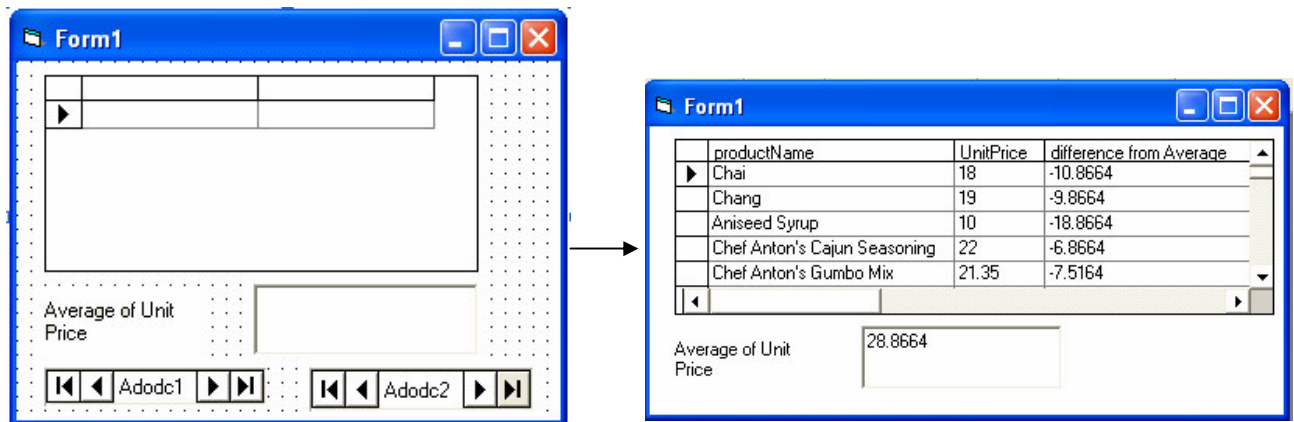 Form1
Average of Unit
Price
Adodc1
Adodc2
Form1
productName UnitPrice difference from Average
Chai 18 -10.8664
Chang 19 -9.8664
Aniseed Syrup 10 -18.8664
Chef Anton's Cajun Seasoning 22 -6.8664
Chef Anton's Gumbo Mix 21.35 -7.5164
Average of Unit
Price
28.8664